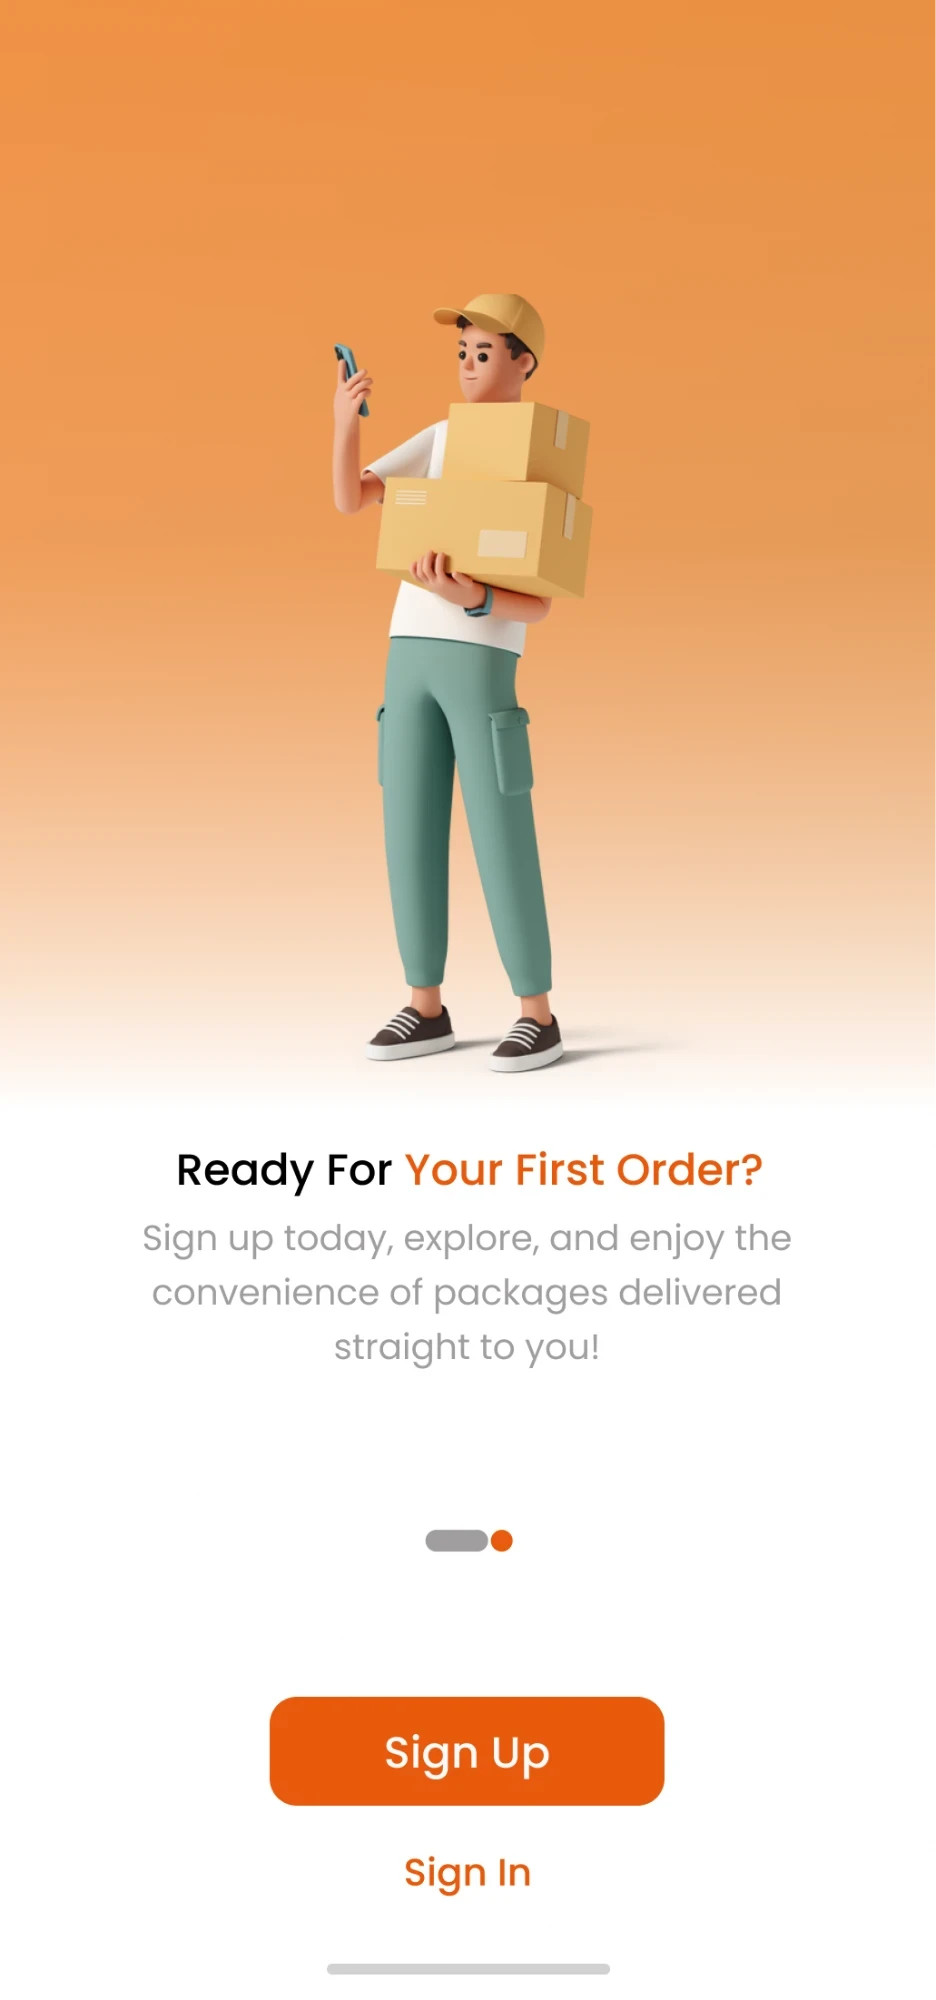 Ready For Your First Order?
Sign up today, explore, and enjoy the
convenience of packages delivered
straight to you!
Sign Up
Sign In